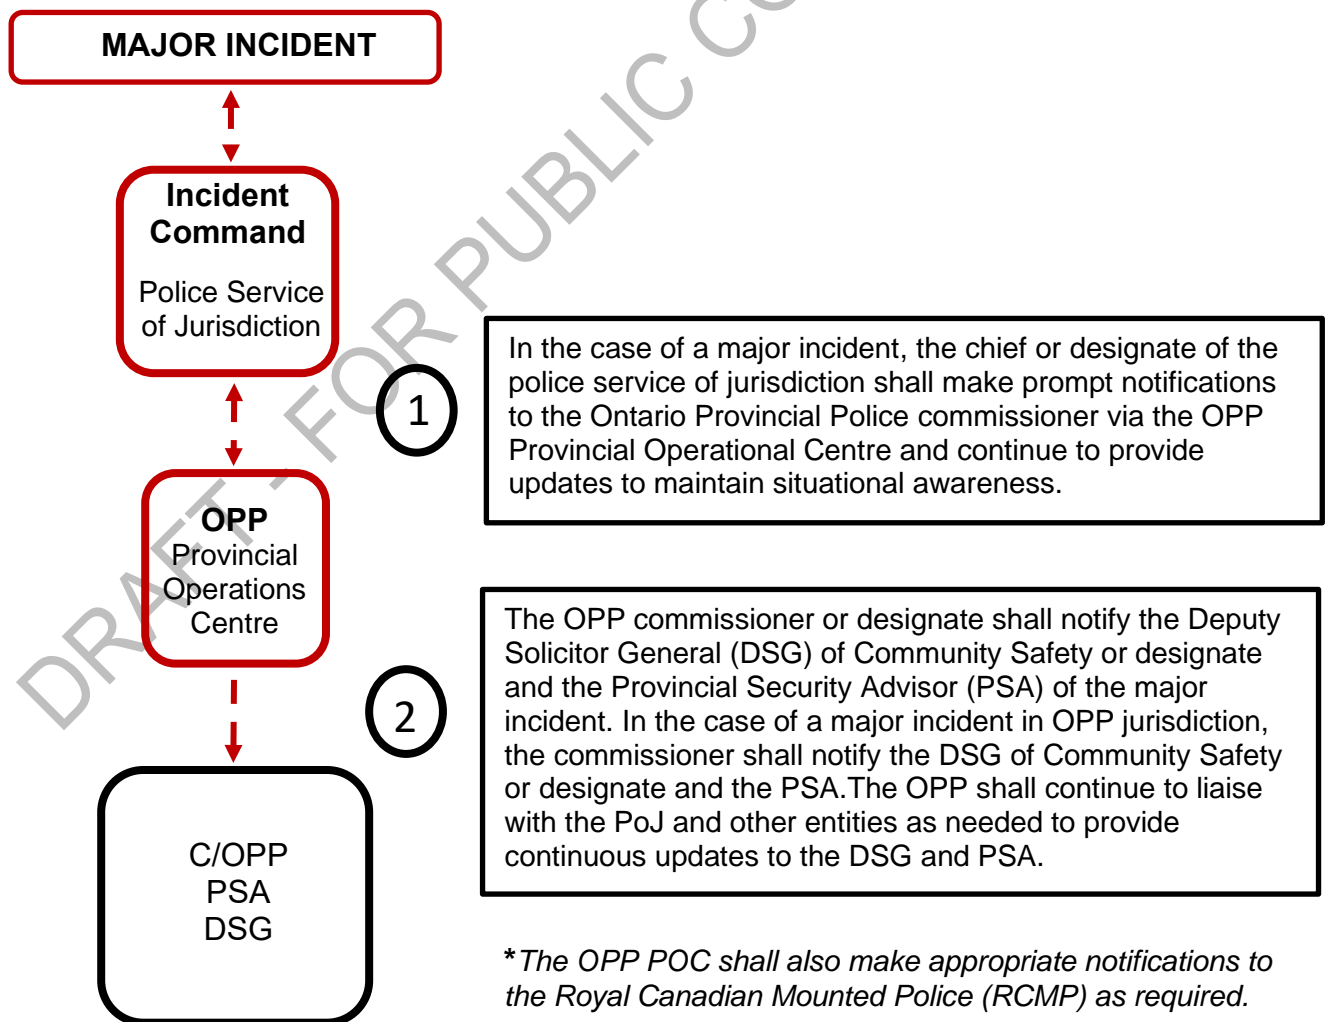 MAJOR INCIDENT
Incident
Command
Police Service
of Jurisdiction
1
In the case of a major incident, the chief or designate of the
police service of jurisdiction shall make prompt notifications
to the Ontario Provincial Police commissioner via the OPP
Provincial Operational Centre and continue to provide
updates to maintain situational awareness.
OPP
Provincial
Operations
Centre
2
The OPP commissioner or designate shall notify the Deputy
Solicitor General (DSG) of Community Safety or designate
and the Provincial Security Advisor (PSA) of the major
incident. In the case of a major incident in OPP jurisdiction,
the commissioner shall notify the DSG of Community Safety
or designate and the PSA.The OPP shall continue to liaise
with the PoJ and other entities as needed to provide
continuous updates to the DSG and PSA.
C/OPP
PSA
DSG
*The OPP POC shall also make appropriate notifications to
the Royal Canadian Mounted Police (RCMP) as required.
DRAFT - FOR PUBLIC CO